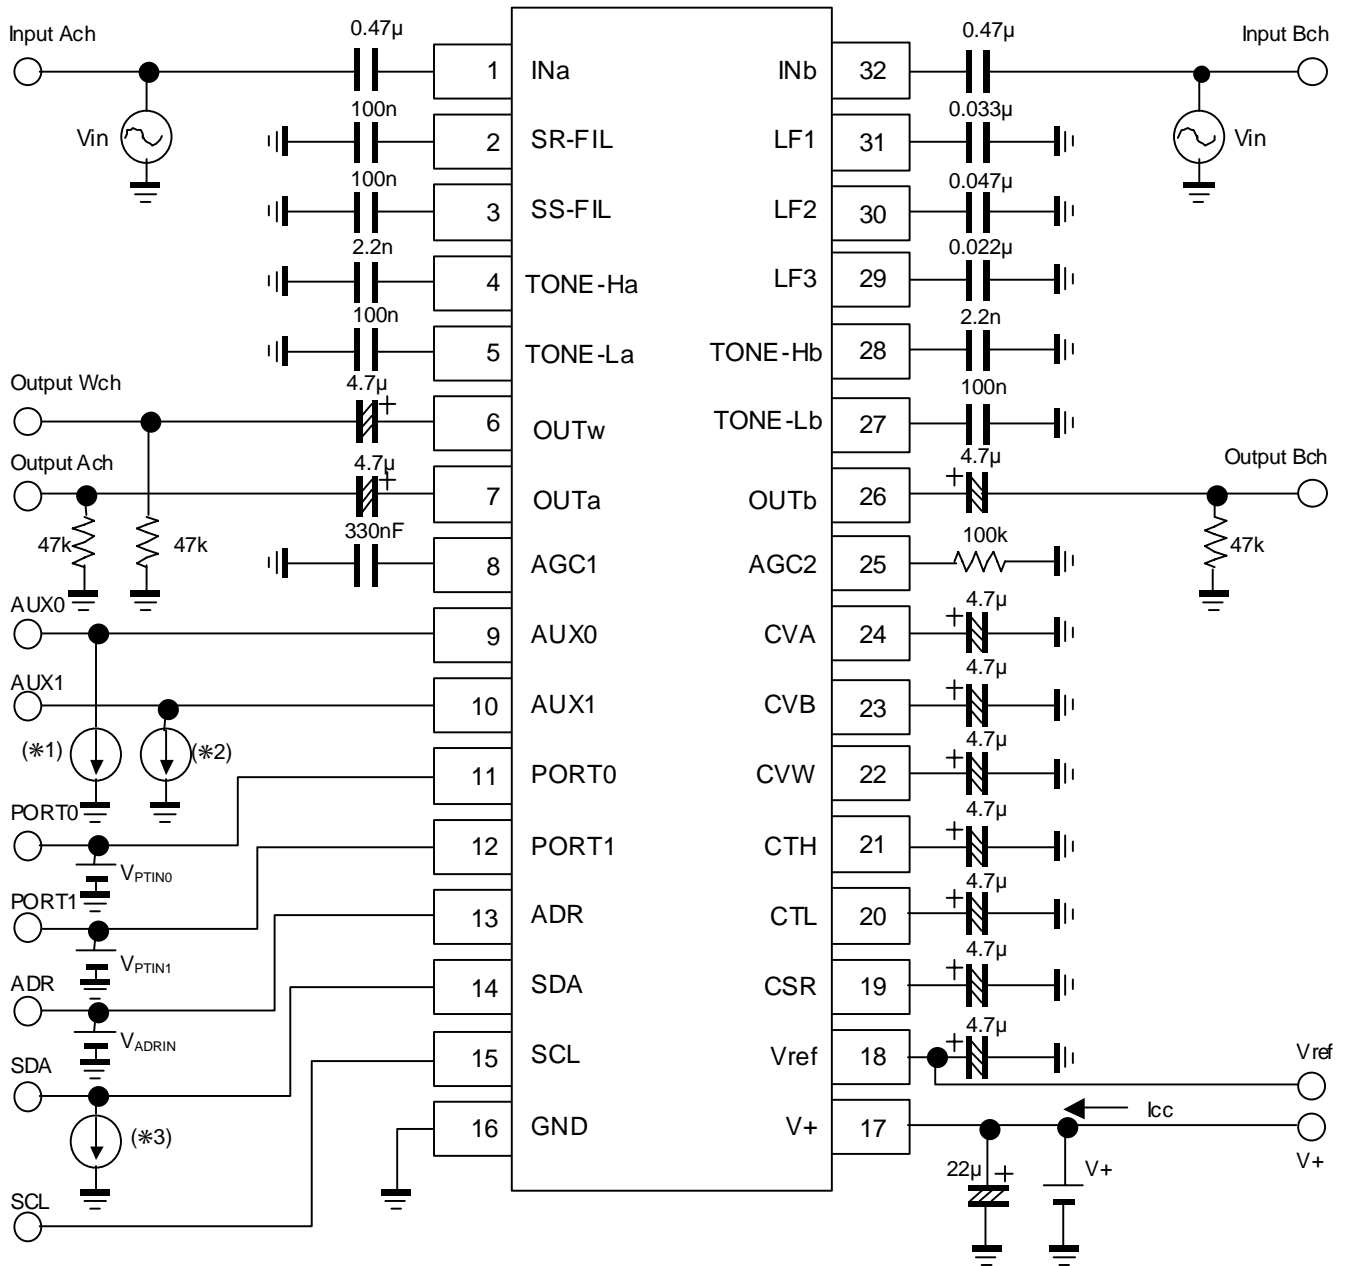 Input Ach
0.47µ
1
INa
INb
32
0.47µ
Input Bch
Vin
100n
2
SR-FIL
LF1
31
0.033µ
Vin
100n
3
SS-FIL
LF2
30
0.047µ
2.2n
4
TONE-Ha
LF3
29
0.022µ
100n
5
TONE-La
TONE-Hb
28
2.2n
Output Wch
4.7µ
+
6
OUTw
TONE-Lb
27
100n
Output Ach
4.7µ
+
7
OUTa
OUTb
26
+
4.7µ
Output Bch
47k
47k
330nF
8
AGC1
AGC2
25
100k
47k
AUX0
9
AUX0
CVA
24
+
4.7µ
AUX1
10
AUX1
CVB
23
+
4.7µ
(※1)
(※2)
11
PORT0
CVW
22
4.7µ
PORT0
VPTIN0
12
PORT1
CTH
21
+
4.7µ
PORT1
VPTIN1
13
ADR
CTL
20
+
4.7µ
ADR
VADRIN
14
SDA
CSR
19
+
4.7µ
SDA
(※3)
15
SCL
Vref
18
+
4.7µ
Vref
16
GND
V+
17
Icc
V+
22µ
+
V+
SCL